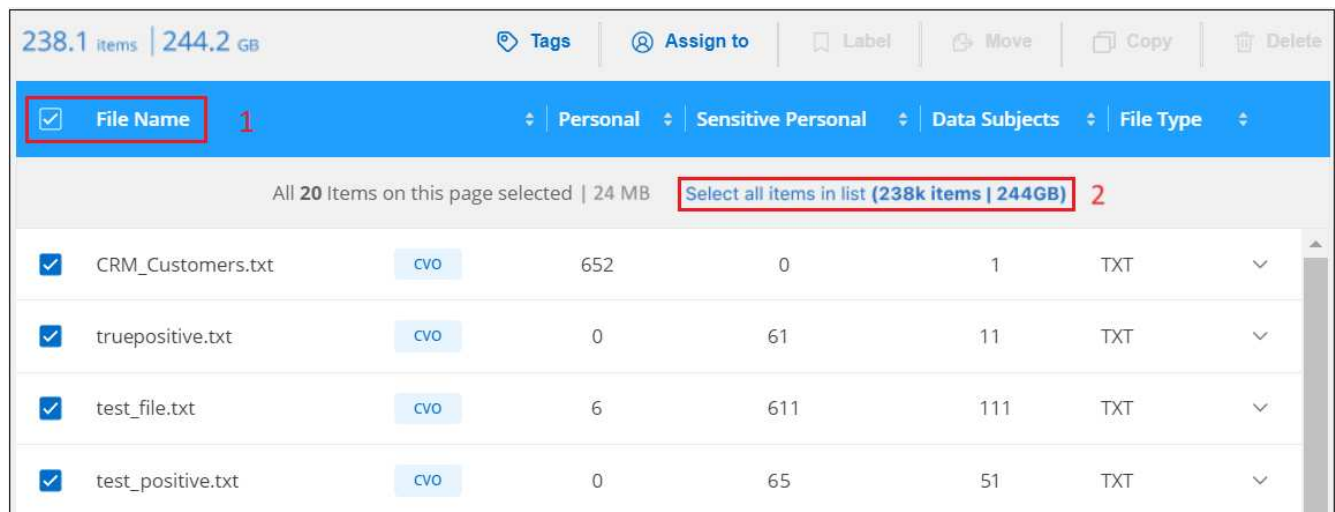 238.1 items | 244.2 GB Tags Assign to Label Move Copy Delete
File Name 1 Personal Sensitive Personal Data Subjects File Type
All 20 Items on this page selected | 24 MB Select all items in list (238k items | 244GB) 2
CRM_Customers.txt CVO 652 0 1 TXT
truepositive.txt CVO 0 61 11 TXT
test_file.txt CVO 6 611 111 TXT
test_positive.txt CVO 0 65 51 TXT